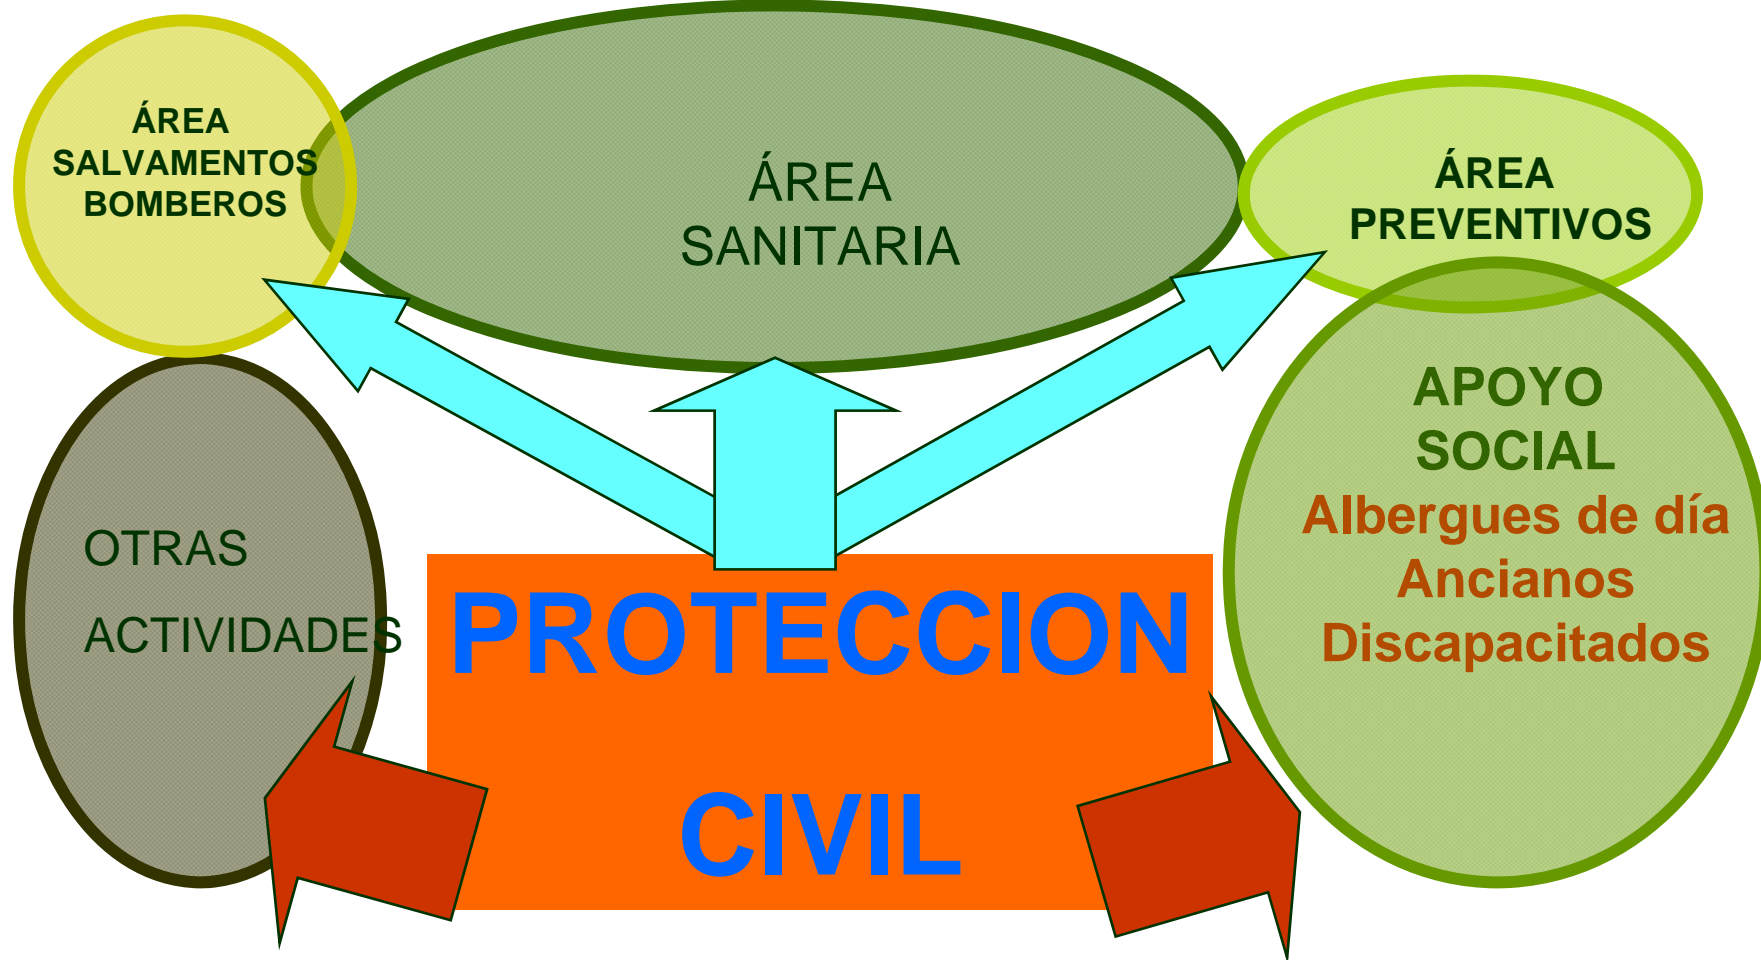 ÁREA
SALVAMENTOS
BOMBEROS
ÁREA
SANITARIA
ÁREA
PREVENTIVOS
OTRAS
ACTIVIDADES
APOYO
SOCIAL
Albergues de día
Ancianos
Discapacitados
PROTECCION
CIVIL